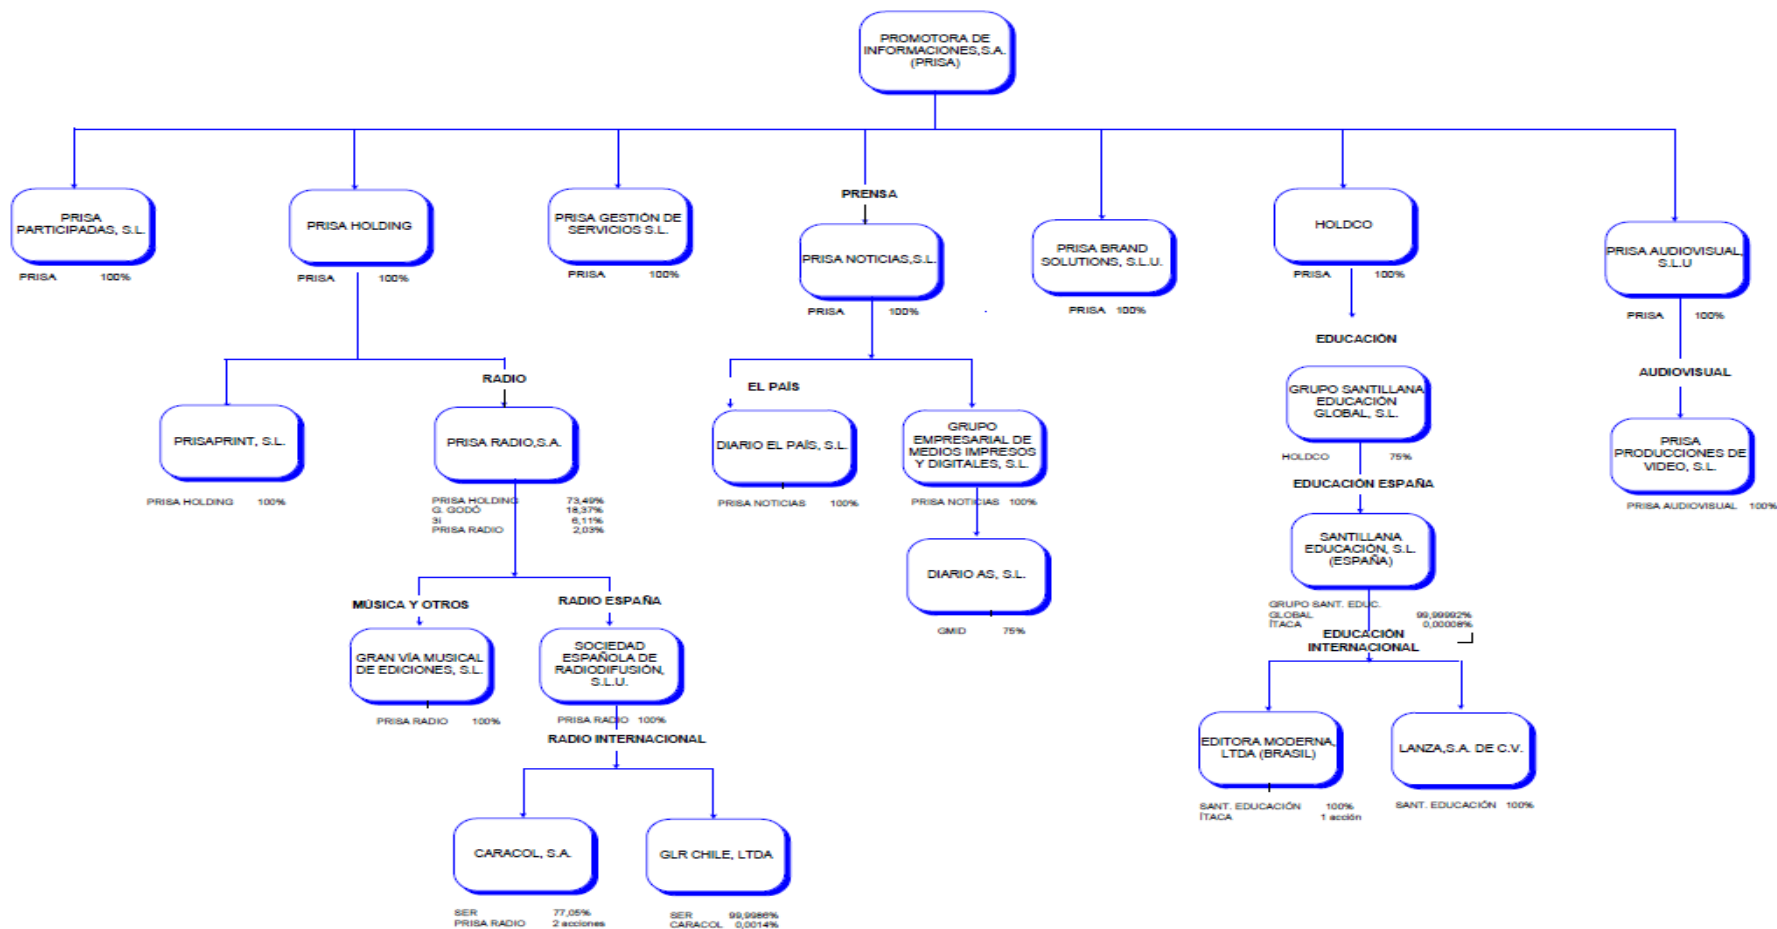 PROMOTORA DE
INFORMACIONES,S.A.
(PRISA)
PRISA
PARTICIPADAS, S.L.
PRISA 100%
PRISA HOLDING
PRISA 100%
PRISA GESTIÓN DE
SERVICIOS S.L.
PRISA 100%
PRENSA
PRISA NOTICIAS,S.L.
PRISA 100%
PRISA BRAND
SOLUTIONS, S.L.U.
PRISA 100%
HOLDCO
PRISA 100%
PRISA AUDIOVISUAL,
S.L.U
PRISA 100%
PRISAPRINT, S.L.
PRISA HOLDING 100%
RADIO
PRISA RADIO,S.A.
PRISA HOLDING 73,49%
G. GODÓ 18,37%
3i 6,11%
PRISA RADIO 2,03%
EL PAÍS
DIARIO EL PAÍS, S.L.
PRISA NOTICIAS 100%
GRUPO
EMPRESARIAL DE
MEDIOS IMPRESOS
Y DIGITALES, S.L.
PRISA NOTICIAS 100%
DIARIO AS, S.L.
GMID 75%
EDUCACIÓN
GRUPO SANTILLANA
EDUCACIÓN
GLOBAL, S.L.
HOLDCO 75%
EDUCACIÓN ESPAÑA
SANTILLANA
EDUCACIÓN, S.L.
(ESPAÑA)
GRUPO SANT. EDUC.
GLOBAL 99,99992%
ÍTACA 0,00008%
EDUCACIÓN
INTERNACIONAL
EDITORA MODERNA,
LTDA (BRASIL)
SANT. EDUCACIÓN 100%
ÍTACA 1 acción
LANZA,S.A. DE C.V.
SANT. EDUCACIÓN 100%
AUDIOVISUAL
PRISA
PRODUCCIONES DE
VIDEO, S.L.
PRISA AUDIOVISUAL 100%
MÚSICA Y OTROS
GRAN VÍA MUSICAL
DE EDICIONES, S.L.
PRISA RADIO 100%
RADIO ESPAÑA
SOCIEDAD
ESPAÑOLA DE
RADIODIFUSIÓN,
S.L.U.
PRISA RADIO 100%
RADIO INTERNACIONAL
CARACOL, S.A.
SER 77,05%
PRISA RADIO 2 acciones
GLR CHILE, LTDA
SER 99,9986%
CARACOL 0,0014%